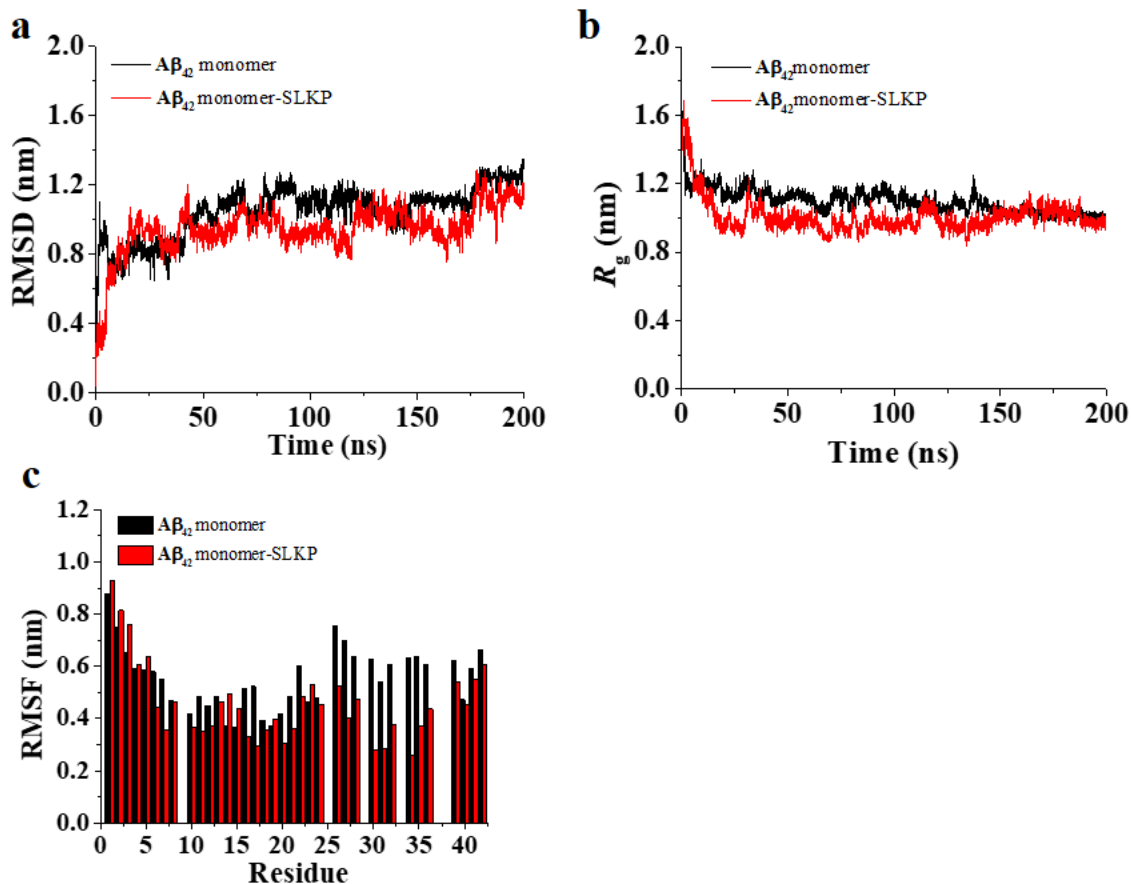 a
2.0
1.6
1.2
0.8
0.4
0.0
RMSD (nm)
Aβ₄₂ monomer
Aβ₄₂ monomer-SLKP
0 50 100 150 200
Time (ns)
b
2.0
1.6
1.2
0.8
0.4
0.0
Rg (nm)
Aβ₄₂monomer
Aβ₄₂monomer-SLKP
0 50 100 150 200
Time (ns)
c
1.2
1.0
0.8
0.6
0.4
0.2
0.0
RMSF (nm)
Aβ₄₂ monomer
Aβ₄₂ monomer-SLKP
0 5 10 15 20 25 30 35 40
Residue